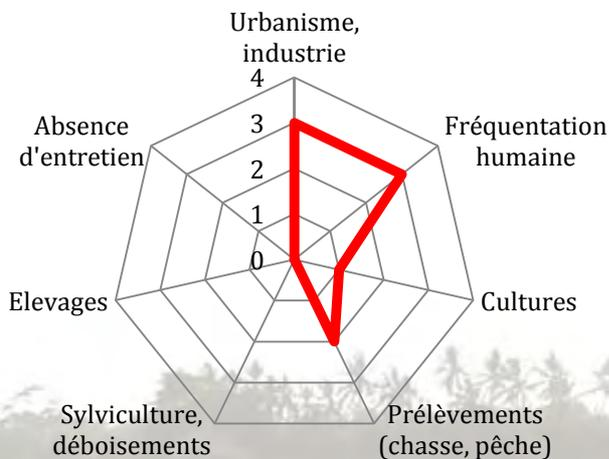 Urbanisme,
industrie
4
Absence
d'entretien
3
Fréquentation
humaine
2
1
0
Elevages
Cultures
Sylviculture,
déboisements
Prélèvements
(chasse, pêche)